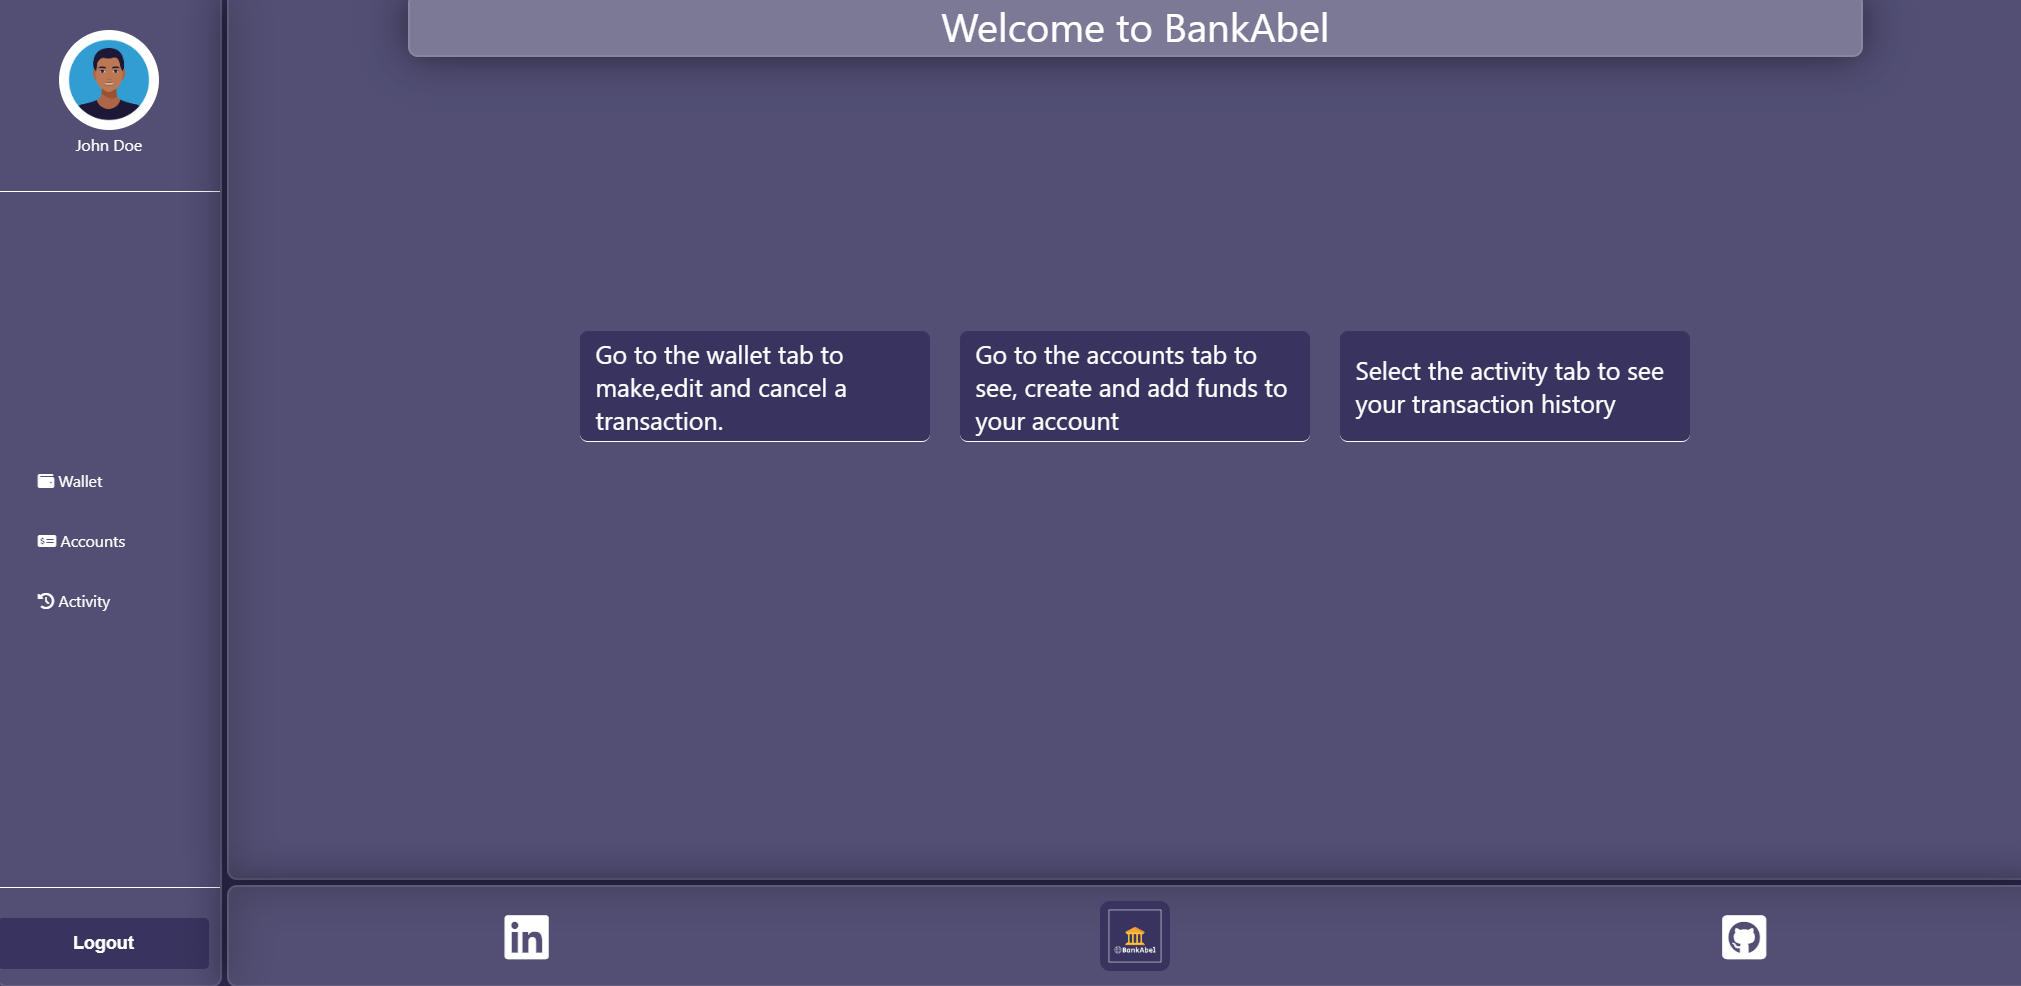 Welcome to BankAbel
John Doe
Go to the wallet tab to
make,edit and cancel a
transaction.
Go to the accounts tab to
see, create and add funds to
your account
Select the activity tab to see
your transaction history
Wallet
Accounts
Activity
Logout
in
BankAbel